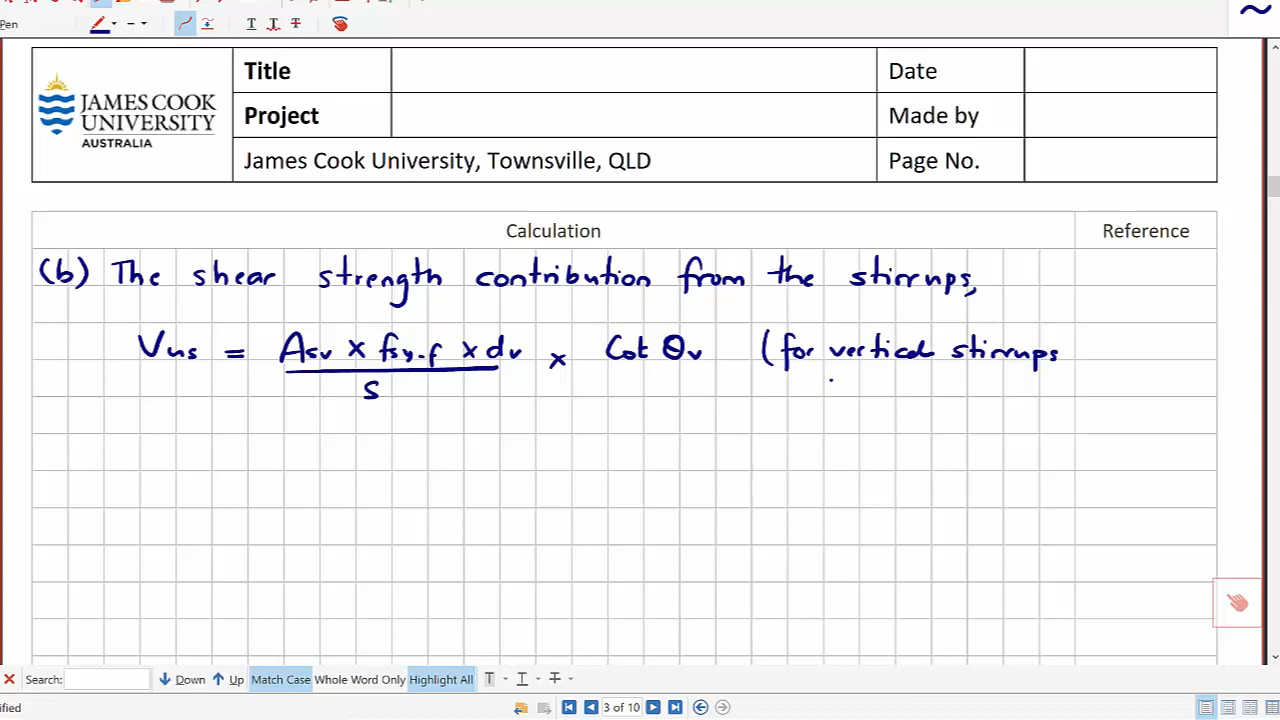 Pen
T T T
JAMES COOK
UNIVERSITY
AUSTRALIA
Title
Date
Project
Made by
James Cook University, Townsville, QLD
Page No.
Calculation
Reference
(b) The shear strength contribution from the stirrups,
Vus = Asv × fsy.f × dv × Cot θv (for vertical stirrups
s
Search: Down Up Match Case Whole Word Only Highlight All T T T
ified
3 of 10